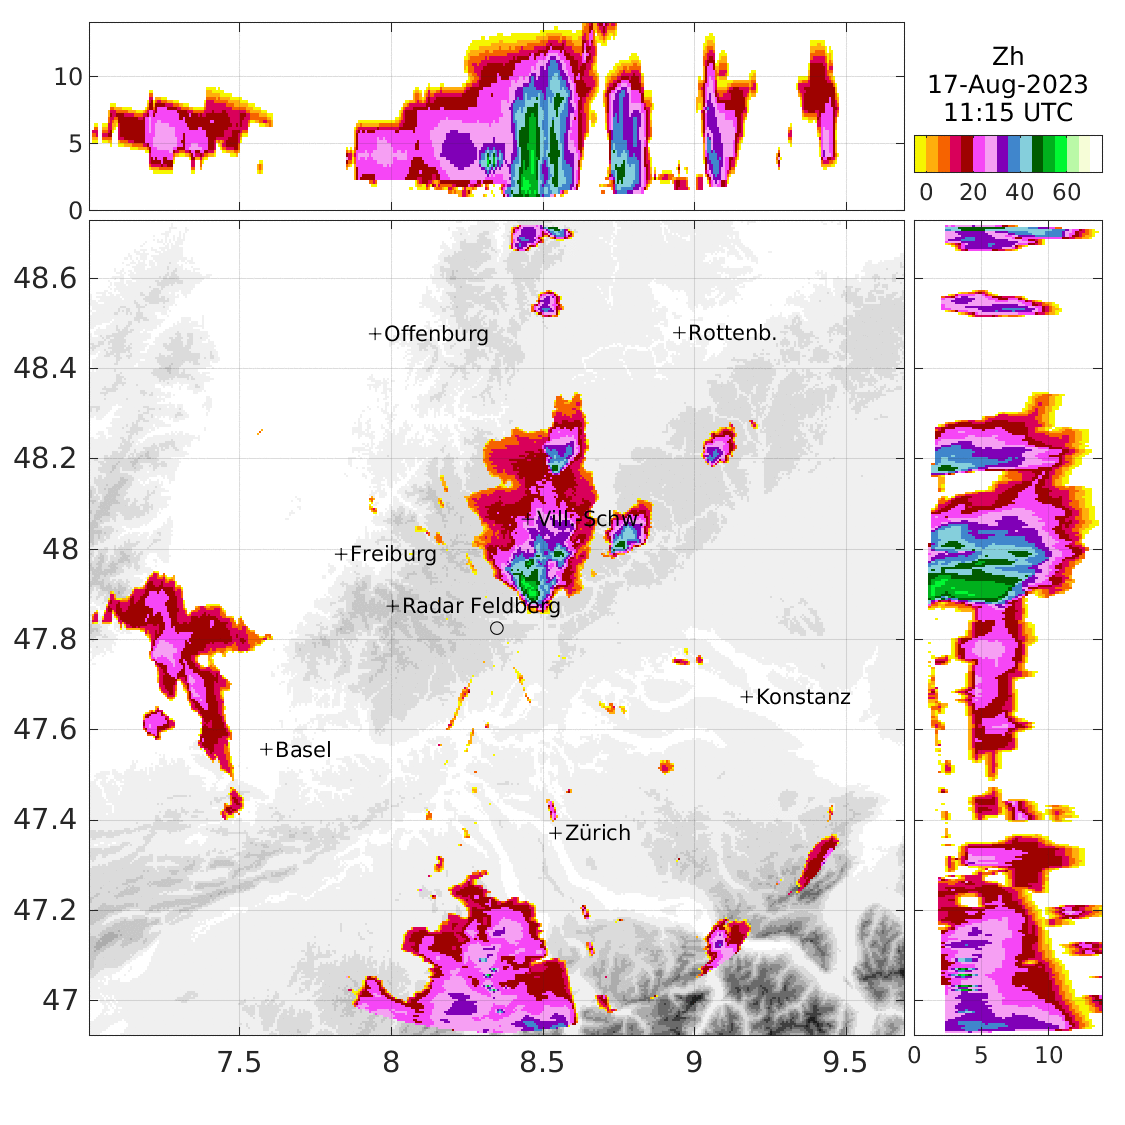 10
5
0
Zh
17-Aug-2023
11:15 UTC
0 20 40 60
48.6
48.4
48.2
48
47.8
47.6
47.4
47.2
47
+Offenburg
+Rottenb.
+Vill.-Schw.
+Freiburg
+Radar Feldberg
+Konstanz
+Basel
+Zürich
7.5 8 8.5 9 9.5
0 5 10